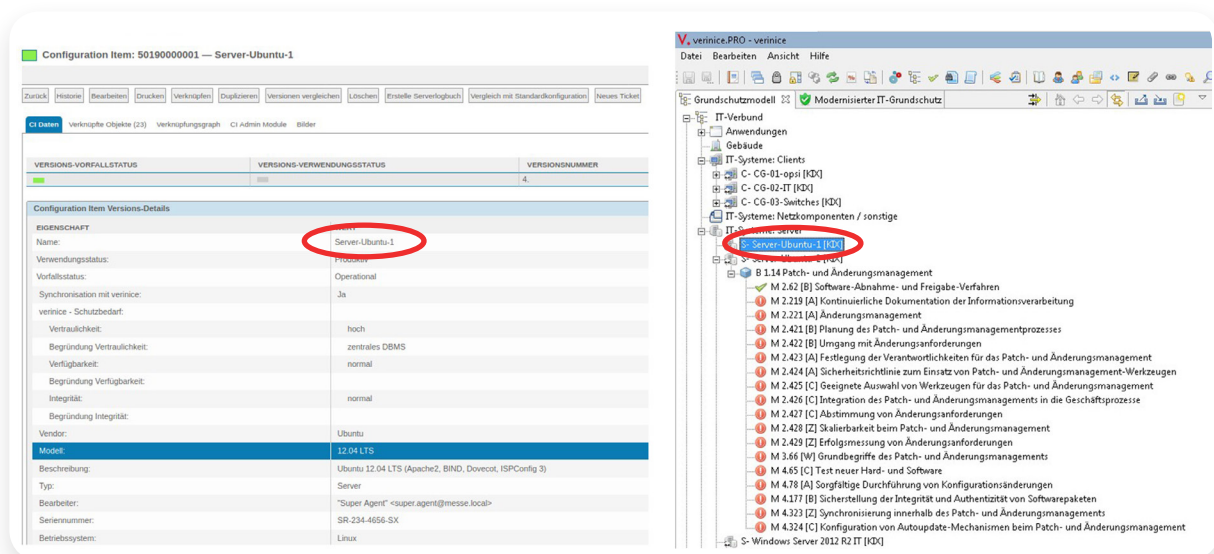 Configuration Item: 50190000001 — Server-Ubuntu-1
Zurück Historie Bearbeiten Drucken Verknüpfen Duplizieren Versionen vergleichen Löschen Erstelle Serverlogbuch Vergleich mit Standardkonfiguration Neues Ticket
CI Daten Verknüpfte Objekte (23) Verknüpfungsgraph CI Admin Module Bilder
VERSIONS-VORFALLSTATUS VERSIONS-VERWENDUNGSSTATUS VERSIONSNUMMER
4.
Configuration Item Versions-Details
EIGENSCHAFT
Name: Server-Ubuntu-1
Verwendungsstatus: Produktiv
Vorfallsstatus: Operational
Synchronisation mit verinice: Ja
verinice - Schutzbedarf:
Vertraulichkeit: hoch
Begründung Vertraulichkeit: zentrales DBMS
Verfügbarkeit: normal
Begründung Verfügbarkeit:
Integrität: normal
Begründung Integrität:
Vendor: Ubuntu
Modell: 12.04 LTS
Beschreibung: Ubuntu 12.04 LTS (Apache2, BIND, Dovecot, ISPConfig 3)
Typ: Server
Bearbeiter: "Super Agent" <super.agent@messe.local>
Seriennummer: SR-234-4656-SX
Betriebssystem: Linux
verinice.PRO - verinice
Datei Bearbeiten Ansicht Hilfe
Grundschutzmodell Modernisierter IT-Grundschutz
IT-Verbund
Anwendungen
Gebäude
IT-Systeme: Clients
C- CG-01-opsi [KIX]
C- CG-02-IT [KIX]
C- CG-03-Switches [KIX]
IT-Systeme: Netzkomponenten / sonstige
IT-Systeme: Server
S- Server-Ubuntu-1 [KIX]
B 1.14 Patch- und Änderungsmanagement
M 2.62 [B] Software-Abnahme- und Freigabe-Verfahren
M 2.219 [A] Kontinuierliche Dokumentation der Informationsverarbeitung
M 2.221 [A] Änderungsmanagement
M 2.421 [B] Planung des Patch- und Änderungsmanagementprozesses
M 2.422 [B] Umgang mit Änderungsanforderungen
M 2.423 [A] Festlegung der Verantwortlichkeiten für das Patch- und Änderungsmanagement
M 2.424 [A] Sicherheitsrichtlinie zum Einsatz von Patch- und Änderungsmanagement-Werkzeugen
M 2.425 [C] Geeignete Auswahl von Werkzeugen für das Patch- und Änderungsmanagement
M 2.426 [C] Integration des Patch- und Änderungsmanagements in die Geschäftsprozesse
M 2.427 [C] Abstimmung von Änderungsanforderungen
M 2.428 [Z] Skalierbarkeit beim Patch- und Änderungsmanagement
M 2.429 [Z] Erfolgsmessung von Änderungsanforderungen
M 3.66 [W] Grundbegriffe des Patch- und Änderungsmanagements
M 4.65 [C] Test neuer Hard- und Software
M 4.78 [A] Sorgfältige Durchführung von Konfigurationsänderungen
M 4.177 [B] Sicherstellung der Integrität und Authentizität von Softwarepaketen
M 4.323 [Z] Synchronisierung innerhalb des Patch- und Änderungsmanagements
M 4.324 [C] Konfiguration von Autoupdate-Mechanismen beim Patch- und Änderungsmanagement
S- Windows Server 2012 R2 IT [KIX]